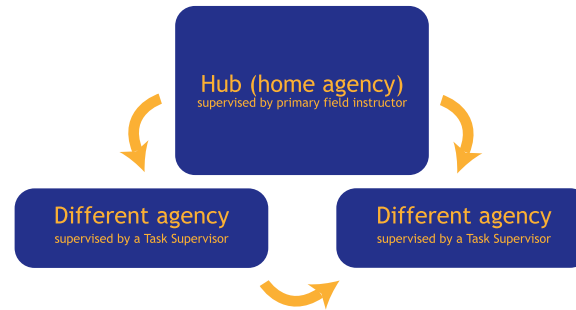 Hub (home agency)
supervised by primary field instructor
Different agency
supervised by a Task Supervisor
Different agency
supervised by a Task Supervisor